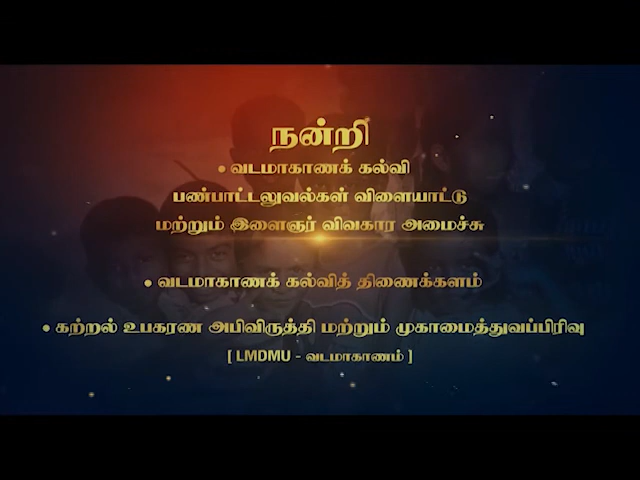 நன்றி
• வடமாகாணக் கல்வி
பண்பாட்டலுவல்கள் விளையாட்டு
மற்றும் இளைஞர் விவகார அமைச்சு
• வடமாகாணக் கல்வித் திணைக்களம்
• கற்றல் உபகரண அபிவிருத்தி மற்றும் முகாமைத்துவப்பிரிவு
[ LMDMU - வடமாகாணம் ]